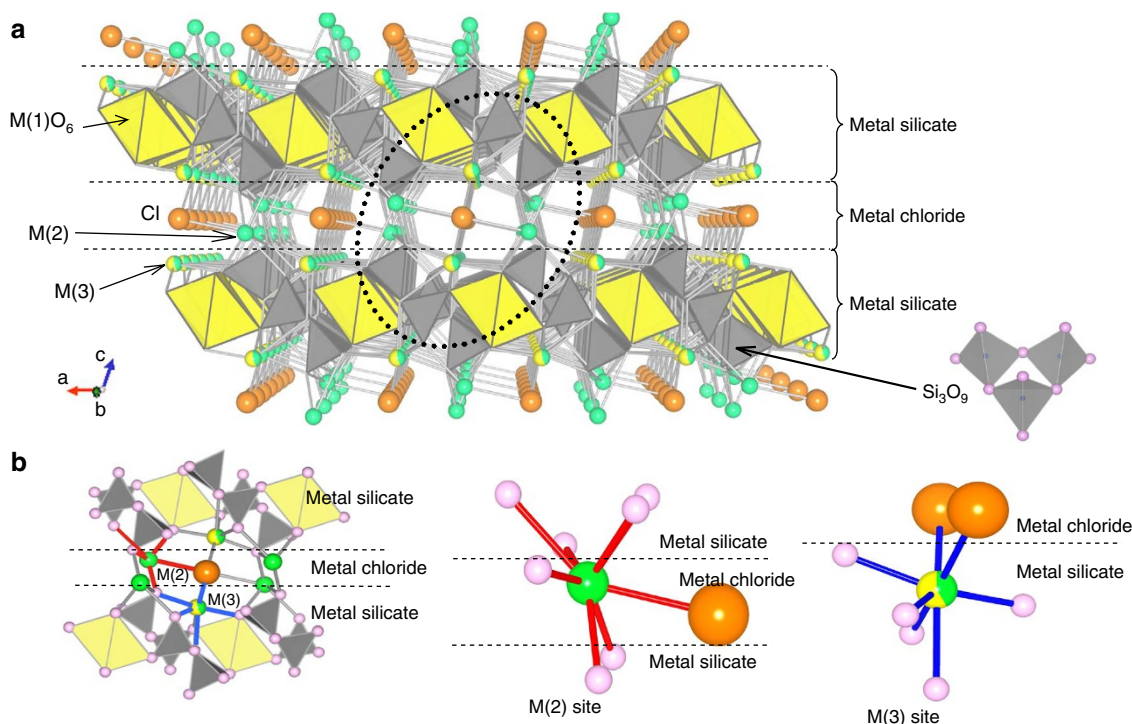 a
M(1)O6
Metal silicate
Cl
Metal chloride
M(2)
M(3)
Metal silicate
c
a
b
Si3O9
b
Metal silicate
M(2)
Metal chloride
M(3)
Metal silicate
Metal silicate
Metal chloride
Metal silicate
M(2) site
Metal chloride
Metal silicate
M(3) site